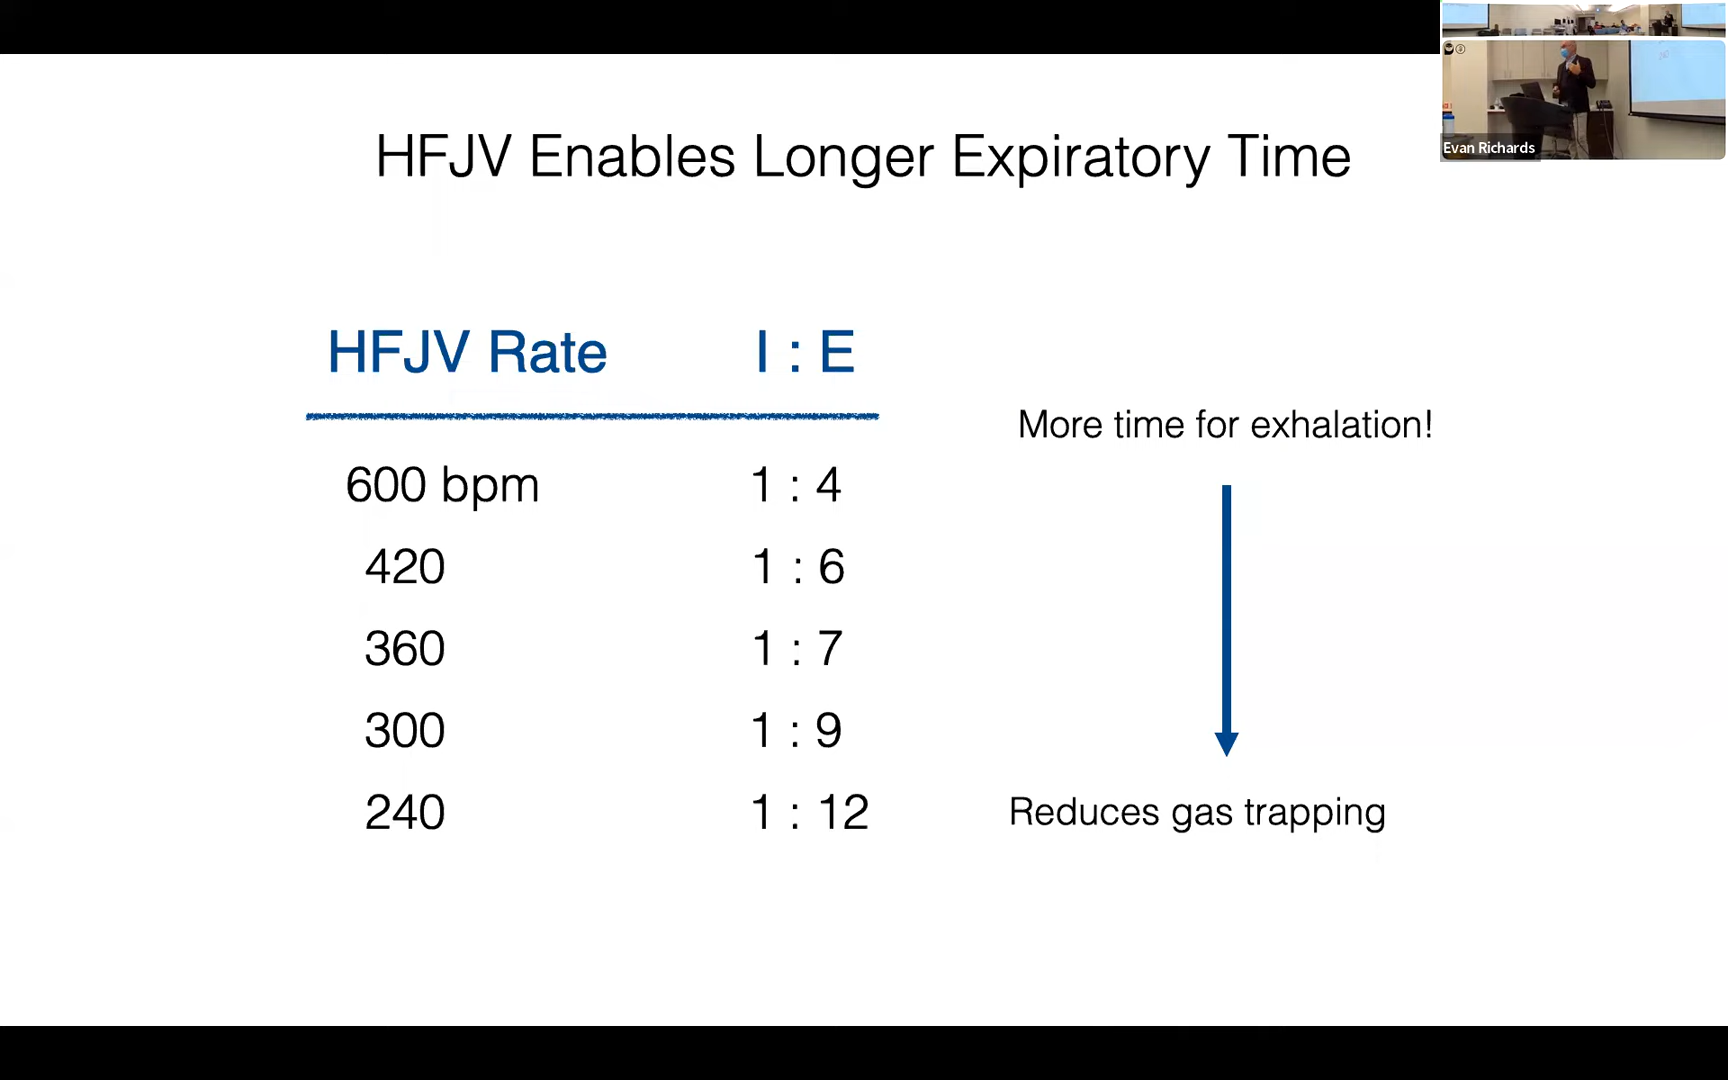 HFJV Enables Longer Expiratory Time
Evan Richards
HFJV Rate I : E
More time for exhalation!
600 bpm 1 : 4
420 1 : 6
360 1 : 7
300 1 : 9
240 1 : 12
Reduces gas trapping